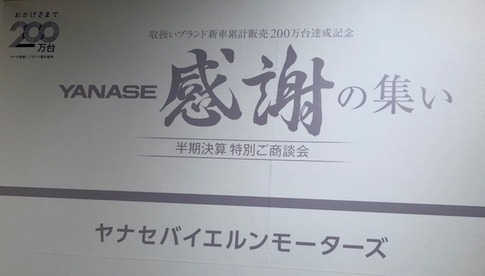 おかげさまで
200
万台
取扱いブランド新車累計販売200万台達成記念
YANASE 感謝の集い
半期決算 特別ご商談会
ヤナセバイエルンモーターズ